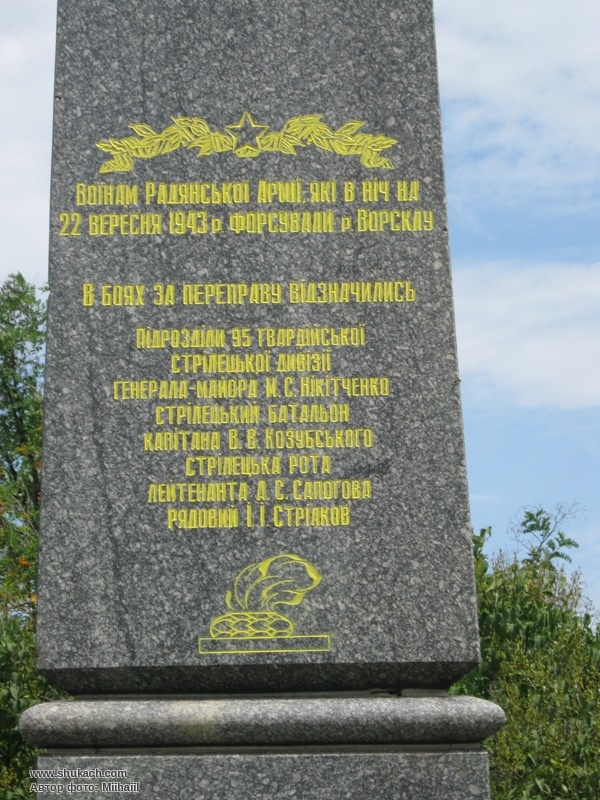 Воїнам Радянської Армії, які в ніч на
22 вересня 1943 р форсували р. Ворсклу
В боях за переправу відзначились
Підрозділи 95 гвардійської
стрілецької дивізії
генерала-майора М. С. Нікітченко
стрілецький батальон
капітана В. В. Козубського
стрілецька рота
лейтенанта А. С. Сапогова
рядовий І. І. Стрілков
www.shukach.com
Автор фото: Miihaill